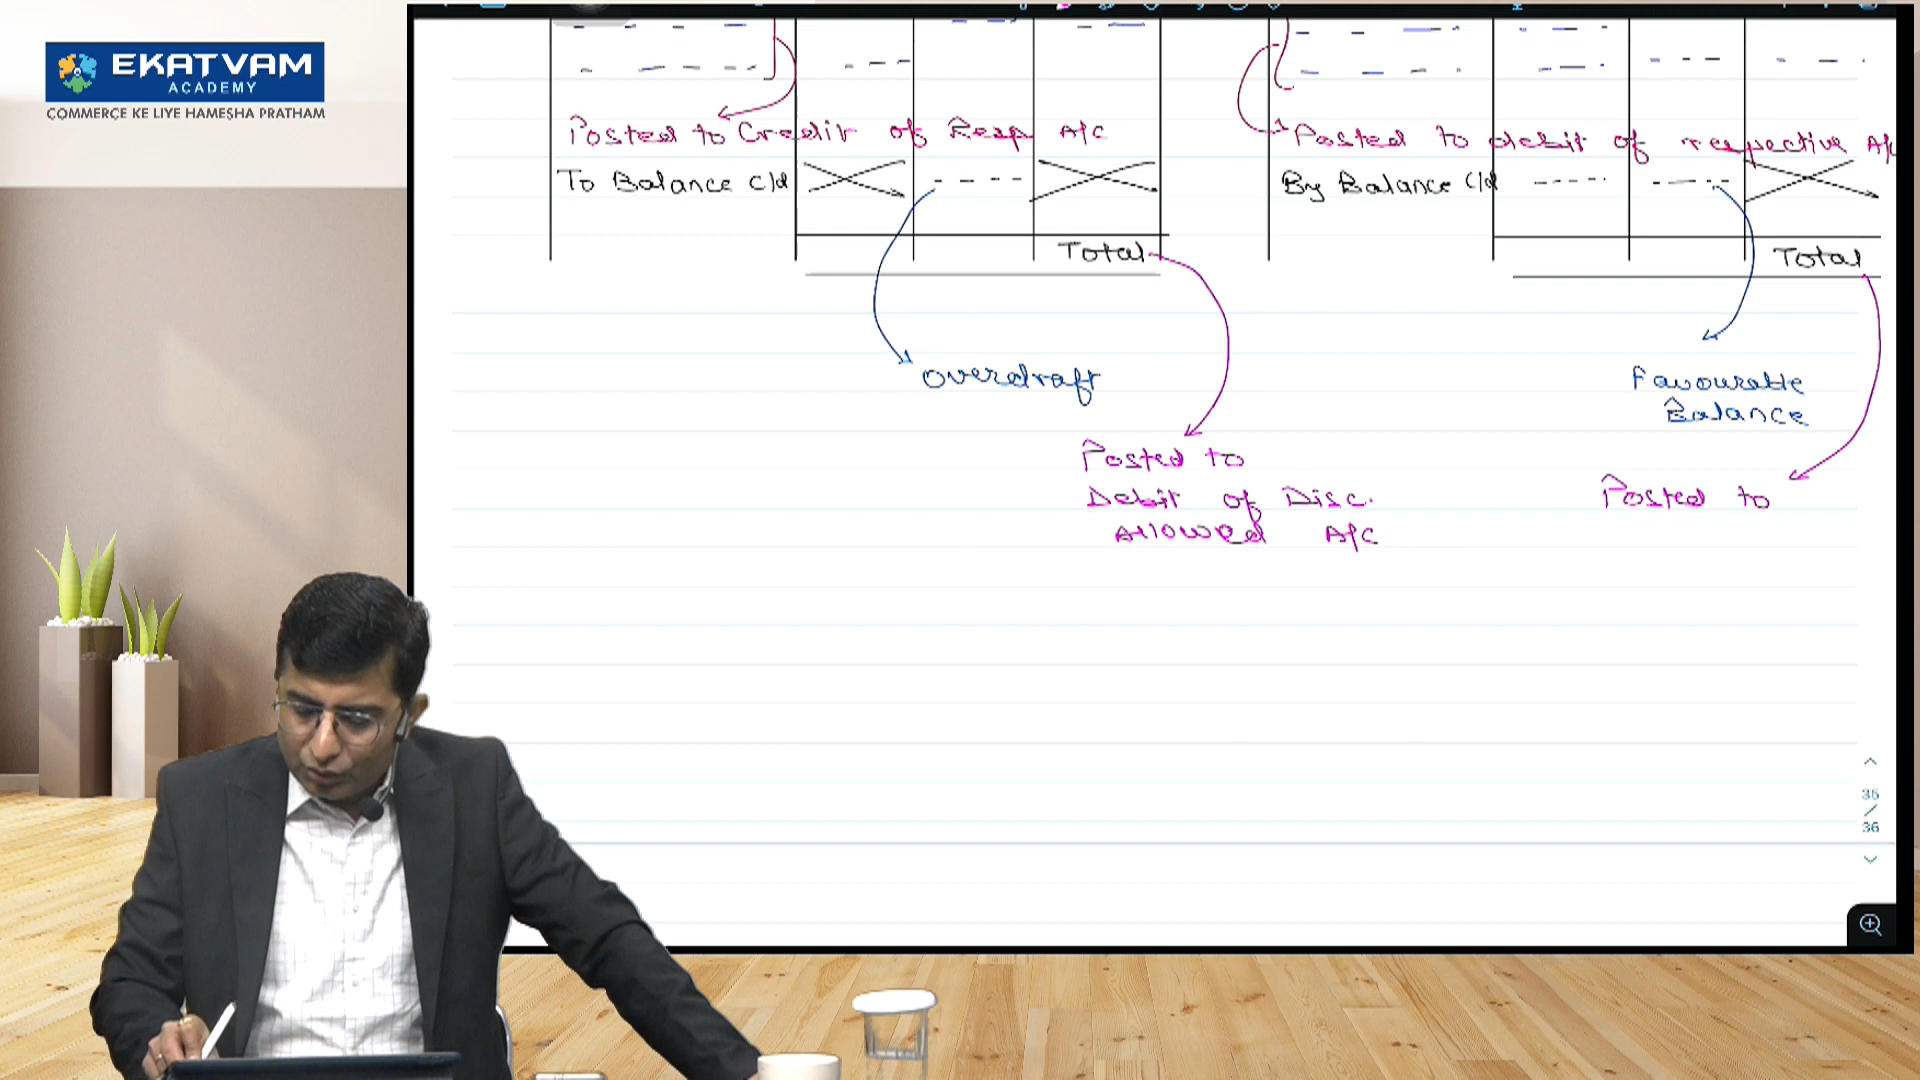 EKATVAM
ACADEMY
COMMERCE KE LIYE HAMESHA PRATHAM
Posted to Credit of Resp A/C
Posted to debit of respective A/c
To Balance C/d
By Balance C/d
Total
Total
Overdraft
Favourable
Balance
Posted to
Debit of Disc.
Allowed A/C
Posted to
35
/
36